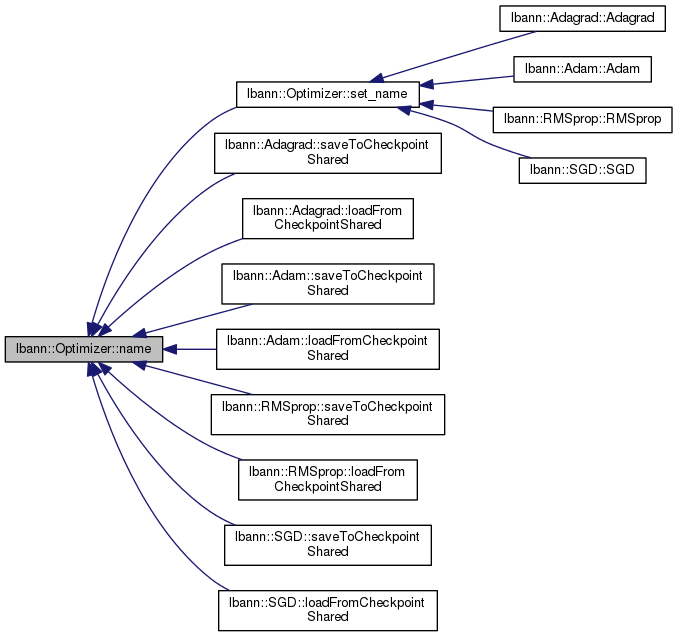 lbann::Adagrad::Adagrad
lbann::Adam::Adam
lbann::Optimizer::set_name
lbann::RMSprop::RMSprop
lbann::SGD::SGD
lbann::Adagrad::saveToCheckpoint
Shared
lbann::Adagrad::loadFrom
CheckpointShared
lbann::Adam::saveToCheckpoint
Shared
lbann::Optimizer::name
lbann::Adam::loadFromCheckpoint
Shared
lbann::RMSprop::saveToCheckpoint
Shared
lbann::RMSprop::loadFrom
CheckpointShared
lbann::SGD::saveToCheckpoint
Shared
lbann::SGD::loadFromCheckpoint
Shared